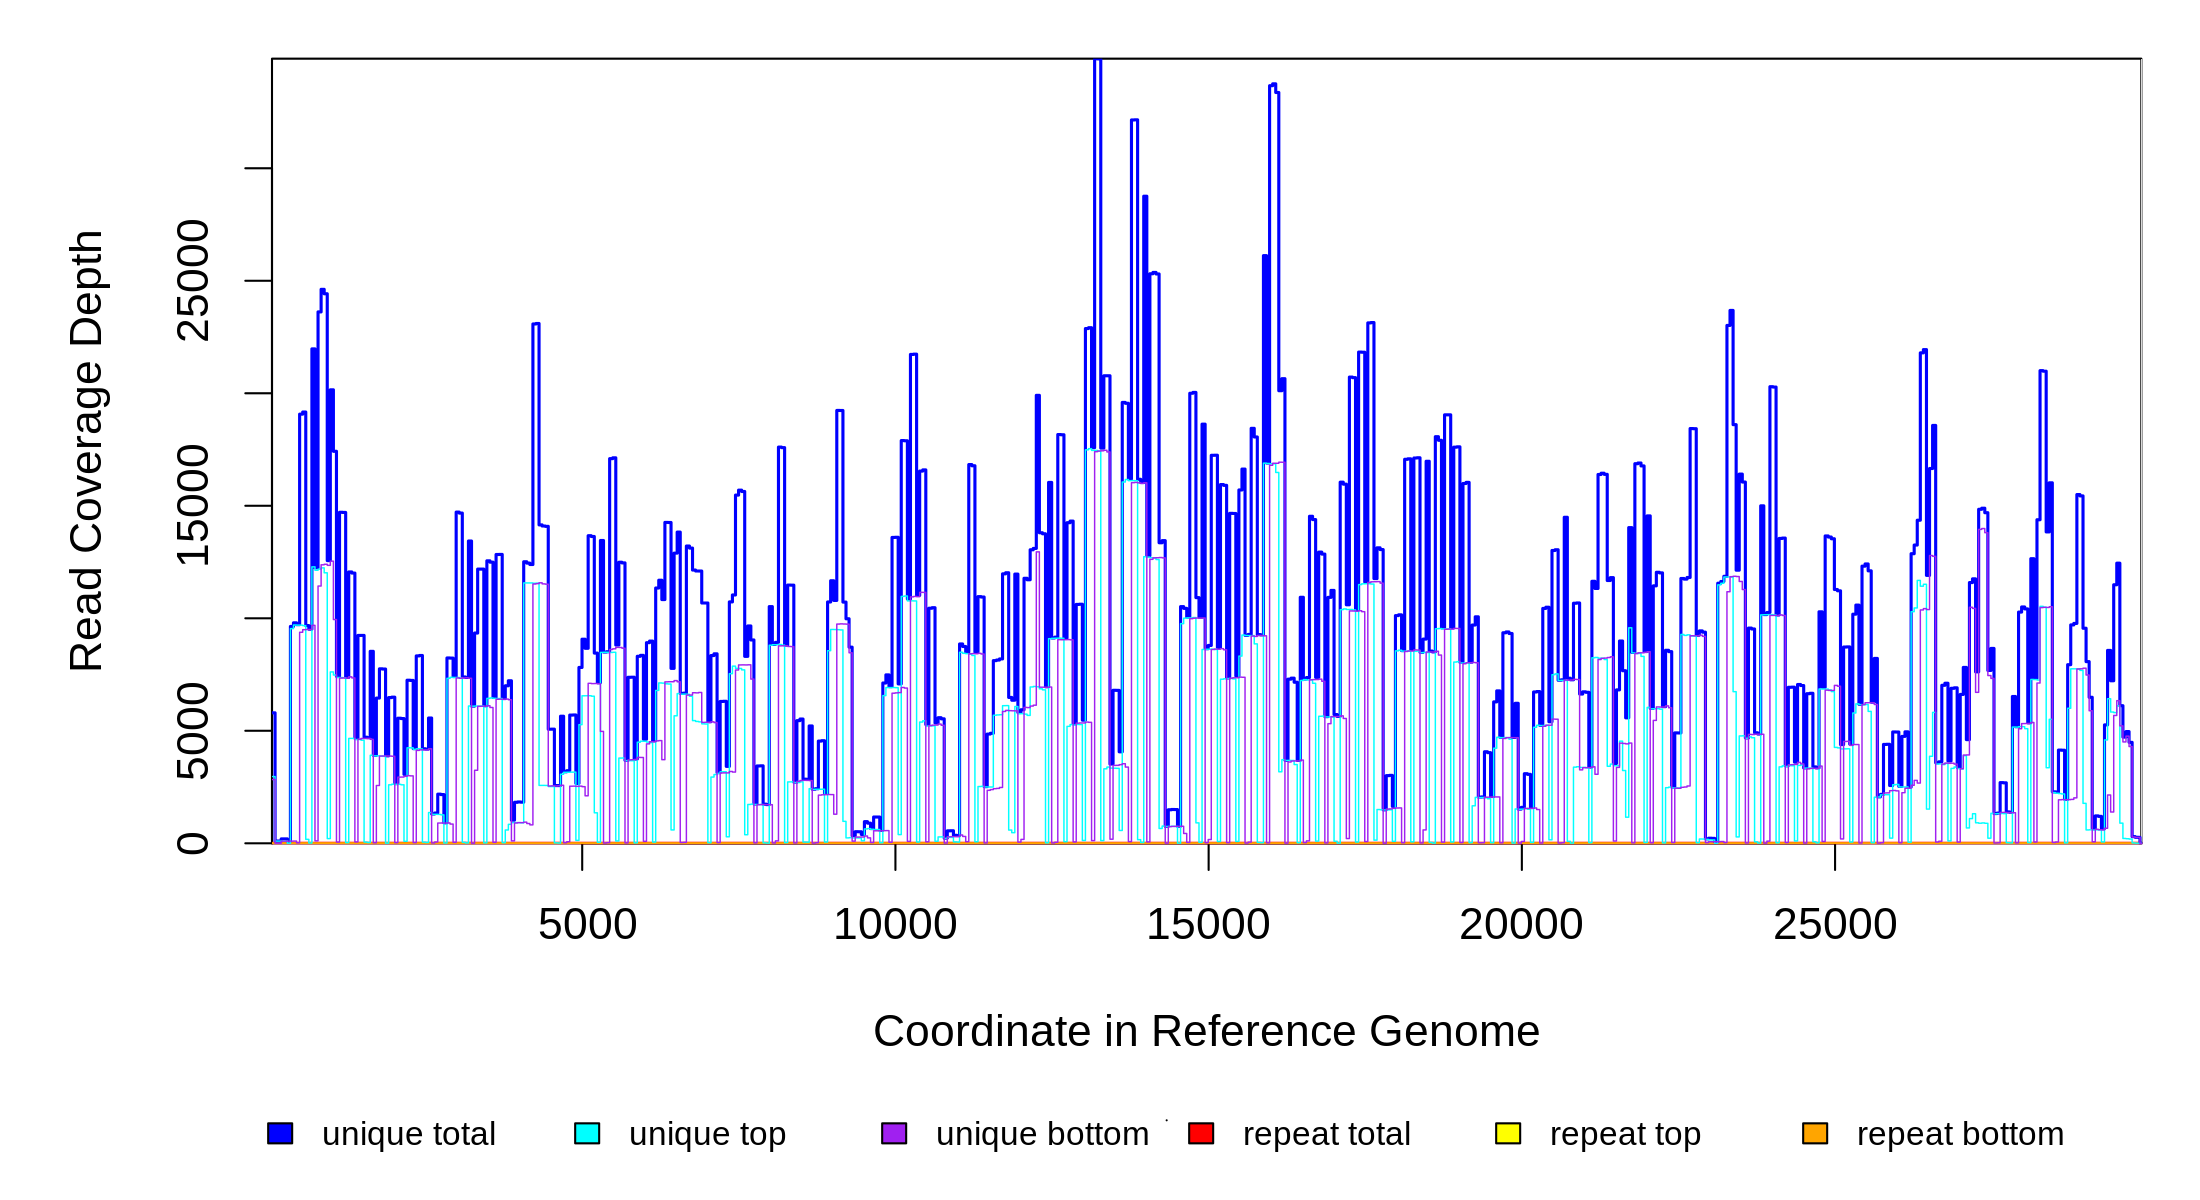 Read Coverage Depth
25000
15000
5000
0
5000 10000 15000 20000 25000
Coordinate in Reference Genome
unique total unique top unique bottom repeat total repeat top repeat bottom